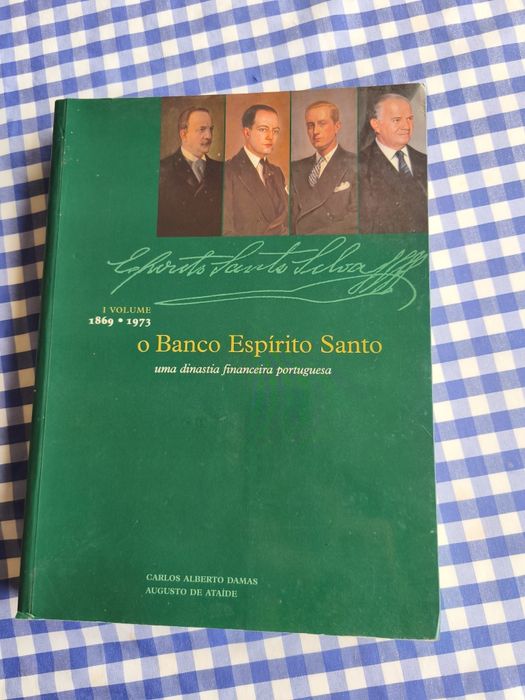 Espirito Santo Silva
I VOLUME
1869 • 1973
o Banco Espírito Santo
uma dinastia financeira portuguesa
CARLOS ALBERTO DAMAS
AUGUSTO DE ATAÍDE